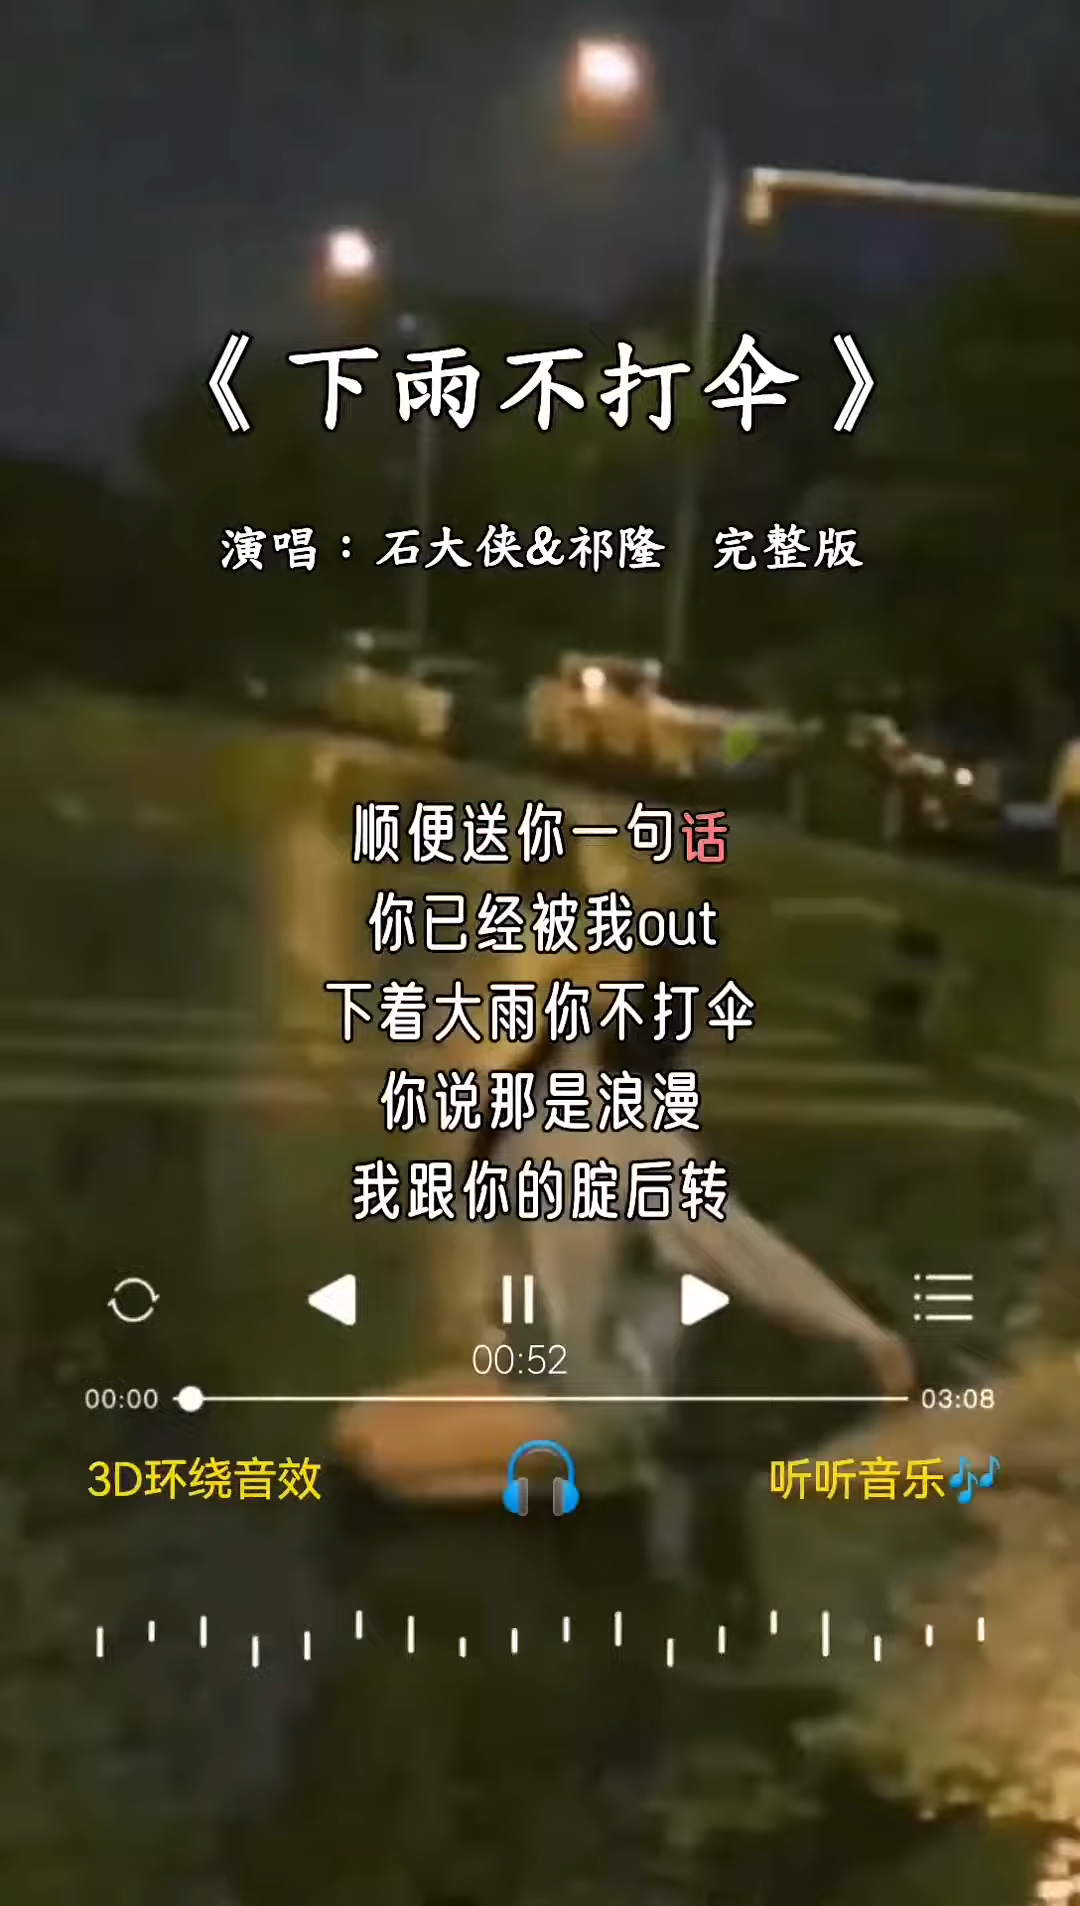 《下雨不打伞》
演唱：石大侠&祁隆 完整版
顺便送你一句话
你已经被我out
下着大雨你不打伞
你说那是浪漫
我跟你的腚后转
00:52
00:00 03:08
3D环绕音效 听听音乐